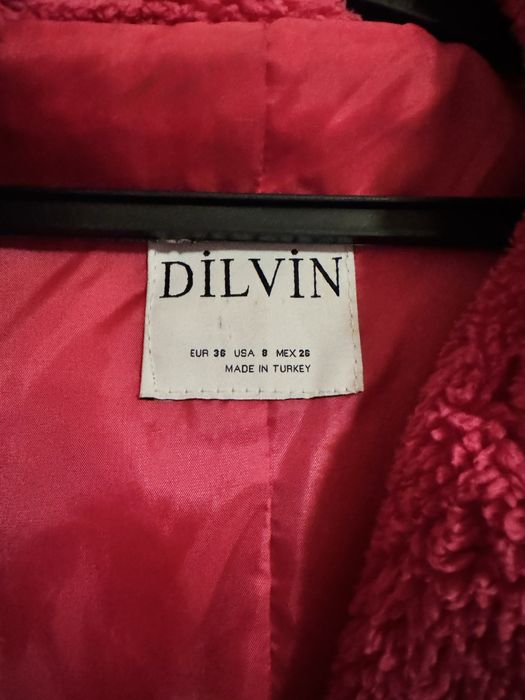 DİLVİN
EUR 36 USA 8 MEX 26
MADE IN TURKEY